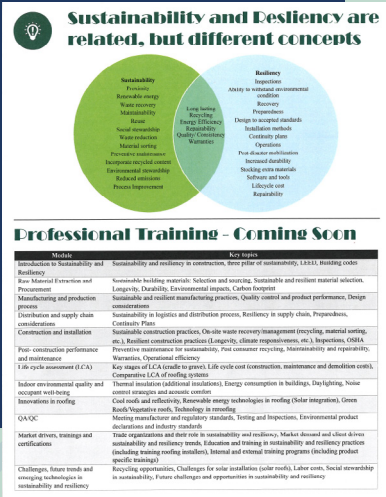 Sustainability and Resliency are
related, but different concepts
Sustainability
Proximity
Renewable energy
Waste recovery
Maintainability
Reuse
Social stewardship
Waste reduction
Material sorting
Preventive maintenance
Incorporate recycled content
Environmental stewardship
Reduced emissions
Process Improvement
Long lasting
Recycling
Energy Efficiency
Repairability
Quality/ Consistency
Warranties
Resiliency
Inspections
Ability to withstand environmental
condition
Recovery
Preparedness
Design to accepted standards
Installation methods
Continuity plans
Operations
Post disaster mobilization
Increased durability
Stocking extra materials
Software and tools
Lifecycle cost
Repairability
Professional Training - Coming Soon
Module Key topics
Introduction to Sustainability and Sustainability and resiliency in construction, three pillar of sustainability, LEED, Building codes
Resiliency
Raw Material Extraction and Sustainable building materials: Selection and sourcing, Sustainable and resilient material selection,
Procurement Longevity, Durability, Environmental impacts, Carbon footprint
Manufacturing and production Sustainable and resilient manufacturing practices, Quality control and product performance, Design
process considerations
Distribution and supply chain Sustainability in logistics and distribution process, Resiliency in supply chain, Preparedness,
considerations Continuity Plans
Construction and installation Sustainable construction practices, On-site waste recovery/management (recycling, material sorting,
etc.), Resilient construction practices (Longevity, climate responsiveness, etc.), Inspections, OSHA
Post- construction performance Preventive maintenance for sustainability, Post consumer recycling, Maintainability and repairability,
and maintenance Warranties, Operational efficiency
Life cycle assessment (LCA) Key stages of LCA (cradle to grave), Life cycle cost (construction, maintenance and demolition costs),
Comparative LCA of roofing systems
Indoor environmental quality and Thermal insulation (additional insulations), Energy consumption in buildings, Daylighting, Noise
occupant well-being control strategies and acoustic comfort
Innovations in roofing Cool roofs and reflectivity, Renewable energy technologies in roofing (Solar integration), Green
Roofs/Vegetative roofs, Technology in reroofing
QA/QC Meeting manufacturer and regulatory standards, Testing and Inspections, Environmental product
declarations and industry standards
Market drivers, trainings and Trade organizations and their role in sustainability and resiliency, Market demand and client driven
certifications sustainability and resiliency trends, Education and training in sustainability and resiliency practices
(including training roofing installers), Internal and external training programs (including product
specific trainings)
Challenges, future trends and Recycling opportunities, Challenges for solar installation (solar roofs), Labor costs, Social stewardship
emerging technologies in in sustainability, Future challenges and opportunities in sustainability and resiliency
sustainability and resiliency